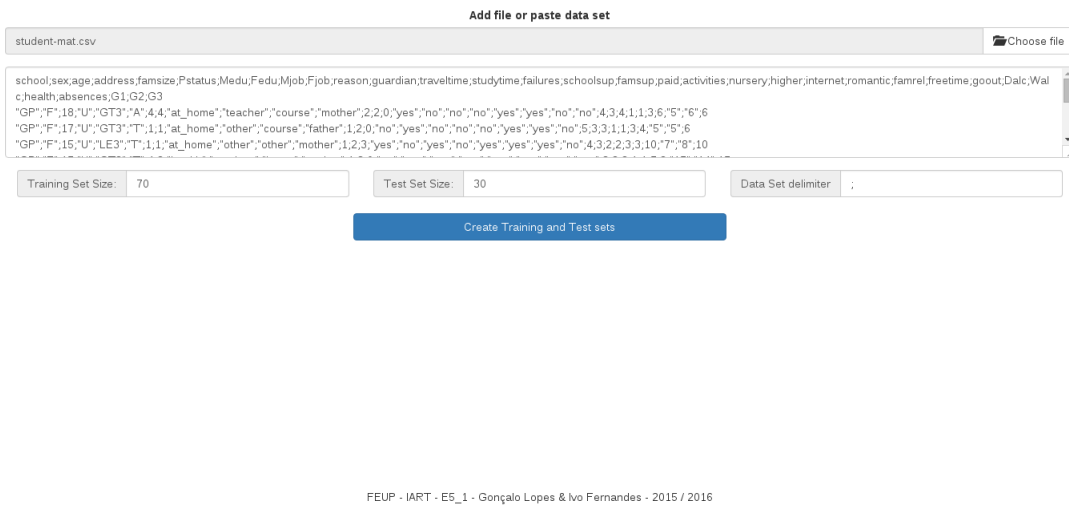 Add file or paste data set
student-mat.csv
Choose file
school;sex;age;address;famsize;Pstatus;Medu;Fedu;Mjob;Fjob;reason;guardian;traveltime;studytime;failures;schoolsup;famsup;paid;activities;nursery;higher;internet;romantic;famrel;freetime;goout;Dalc;Wal
c;health;absences;G1;G2;G3
"GP";"F";18;"U";"GT3";"A";4;4;"at_home";"teacher";"course";"mother";2;2;0;"yes";"no";"no";"no";"yes";"yes";"no";"no";4;3;4;1;1;3;6;"5";"6";6
"GP";"F";17;"U";"GT3";"T";1;1;"at_home";"other";"course";"father";1;2;0;"no";"yes";"no";"no";"no";"yes";"yes";"no";5;3;3;1;1;3;4;"5";"5";6
"GP";"F";15;"U";"LE3";"T";1;1;"at_home";"other";"other";"mother";1;2;3;"yes";"no";"yes";"no";"yes";"yes";"yes";"no";4;3;2;2;3;3;10;"7";"8";10
Training Set Size: 70
Test Set Size: 30
Data Set delimiter ;
Create Training and Test sets
FEUP - IART - E5_1 - Gonçalo Lopes & Ivo Fernandes - 2015 / 2016